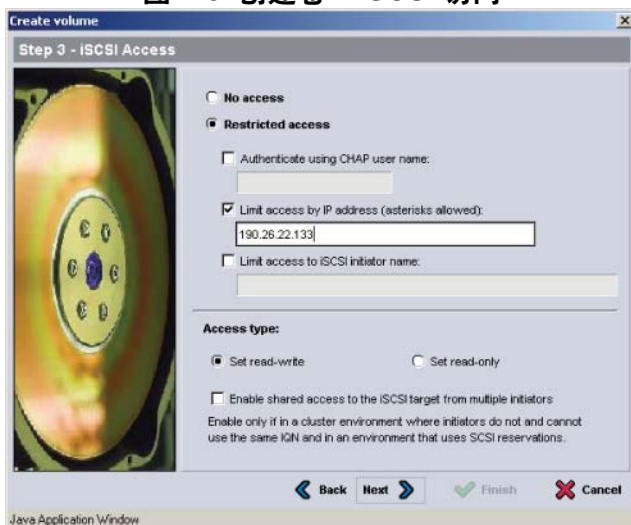 Create volume
Step 3 - iSCSI Access
No access
Restricted access
Authenticate using CHAP user name:
Limit access by IP address (asterisks allowed):
190.26.22.133
Limit access to iSCSI initiator name:
Access type:
Set read-write
Set read-only
Enable shared access to the iSCSI target from multiple initiators
Enable only if in a cluster environment where initiators do not and cannot
use the same IQN and in an environment that uses SCSI reservations.
Back Next Finish Cancel
Java Application Window